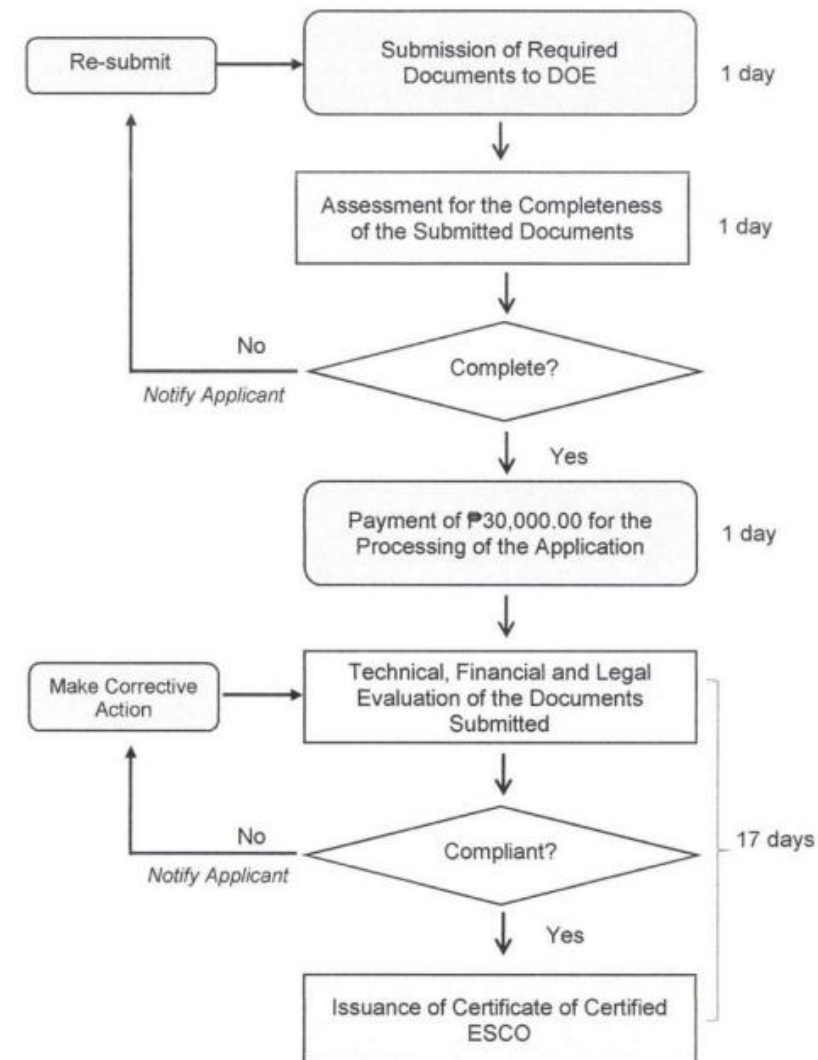 Re-submit
Submission of Required
Documents to DOE
1 day
Assessment for the Completeness
of the Submitted Documents
1 day
Complete?
No
Notify Applicant
Yes
Payment of ₱30,000.00 for the
Processing of the Application
1 day
Make Corrective
Action
Technical, Financial and Legal
Evaluation of the Documents
Submitted
Compliant?
No
Notify Applicant
17 days
Yes
Issuance of Certificate of Certified
ESCO